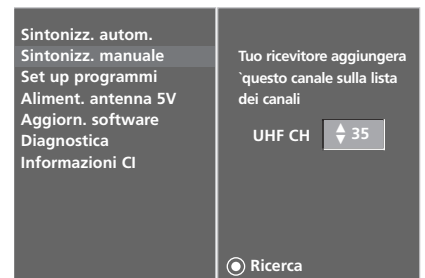 Sintonizz. autom.
Sintonizz. manuale
Set up programmi
Aliment. antenna 5V
Aggiorn. software
Diagnostica
Informazioni CI
Tuo ricevitore aggiungera
`questo canale sulla lista
dei canali
UHF CH 35
Ricerca